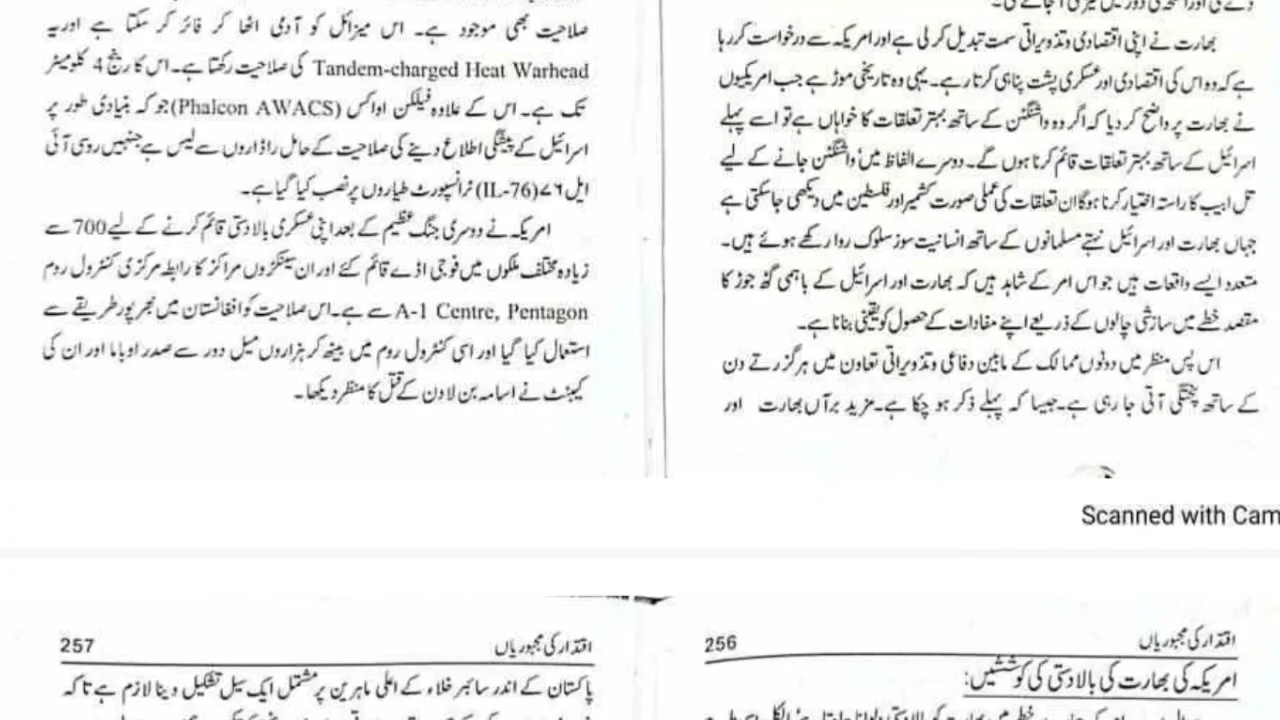 بھارت نے اپنی اقتصادی و تذویراتی سمت تبدیل کر لی ہے اور امریکہ سے درخواست کر رہا
ہے کہ وہ اس کی اقتصادی اور عسکری پشت پناہی کرتا رہے۔ یہی وہ تاریخی موڑ ہے جب امریکیوں
نے بھارت پر واضح کر دیا کہ اگر وہ واشنگٹن کے ساتھ بہتر تعلقات کا خواہاں ہے تو اسے پہلے
اسرائیل کے ساتھ بہتر تعلقات قائم کرنا ہوں گے۔ دوسرے الفاظ میں' واشنگٹن جانے کے لیے
تل ابیب کا راستہ اختیار کرنا ہوگا ان تعلقات کی عملی صورت کشمیر اور فلسطین میں دیکھی جاسکتی ہے
جہاں بھارت اور اسرائیل نہتے مسلمانوں کے ساتھ انسانیت سوز سلوک روا رکھے ہوئے ہیں۔
متعدد ایسے واقعات ہیں جو اس امر کے شاہد ہیں کہ بھارت اور اسرائیل کے باہمی گٹھ جوڑ کا
مقصد خطے میں سازشی چالوں کے ذریعے اپنے مفادات کے حصول کو یقینی بنانا ہے۔
اس پس منظر میں دونوں ممالک کے مابین دفاعی و تذویراتی تعاون میں ہر گزرتے دن
کے ساتھ پختگی آتی جا رہی ہے۔ جیسا کہ پہلے ذکر ہو چکا ہے۔ مزید برآں بھارت اور
صلاحیت بھی موجود ہے۔ اس میزائل کو آدمی اٹھا کر فائر کر سکتا ہے اور یہ
Tandem-charged Heat Warhead کی صلاحیت رکھتا ہے۔ اس کا رینج 4 کلومیٹر
تک ہے۔ اس کے علاوہ فیلکن اواکس (Phalcon AWACS) جو کہ بنیادی طور پر
اسرائیل کے پیشگی اطلاع دینے کی صلاحیت کے حامل راڈاروں سے لیس ہے جنہیں روسی آئی
ایل ۷۶ (IL-76) ٹرانسپورٹ طیاروں پر نصب کیا گیا ہے۔
امریکہ نے دوسری جنگ عظیم کے بعد اپنی عسکری بالادستی قائم کرنے کے لیے 700 سے
زیادہ مختلف ملکوں میں فوجی اڈے قائم کئے اور ان سینکڑوں مراکز کا رابطہ مرکزی کنٹرول روم
A-1 Centre, Pentagon سے ہے۔ اس صلاحیت کو افغانستان میں بھرپور طریقے سے
استعمال کیا گیا اور اسی کنٹرول روم میں بیٹھ کر ہزاروں میل دور سے صدر اوباما اور ان کی
کیبنٹ نے اسامہ بن لادن کے قتل کا منظر دیکھا۔
Scanned with Cam
اقتدار کی مجبوریاں 256
امریکہ کی بھارت کی بالادستی کی کوششیں:
اقتدار کی مجبوریاں 257
پاکستان کے اندر سائبر خلاء کے اعلی ماہرین پر مشتمل ایک سیل تشکیل دینا لازم ہے تا کہ